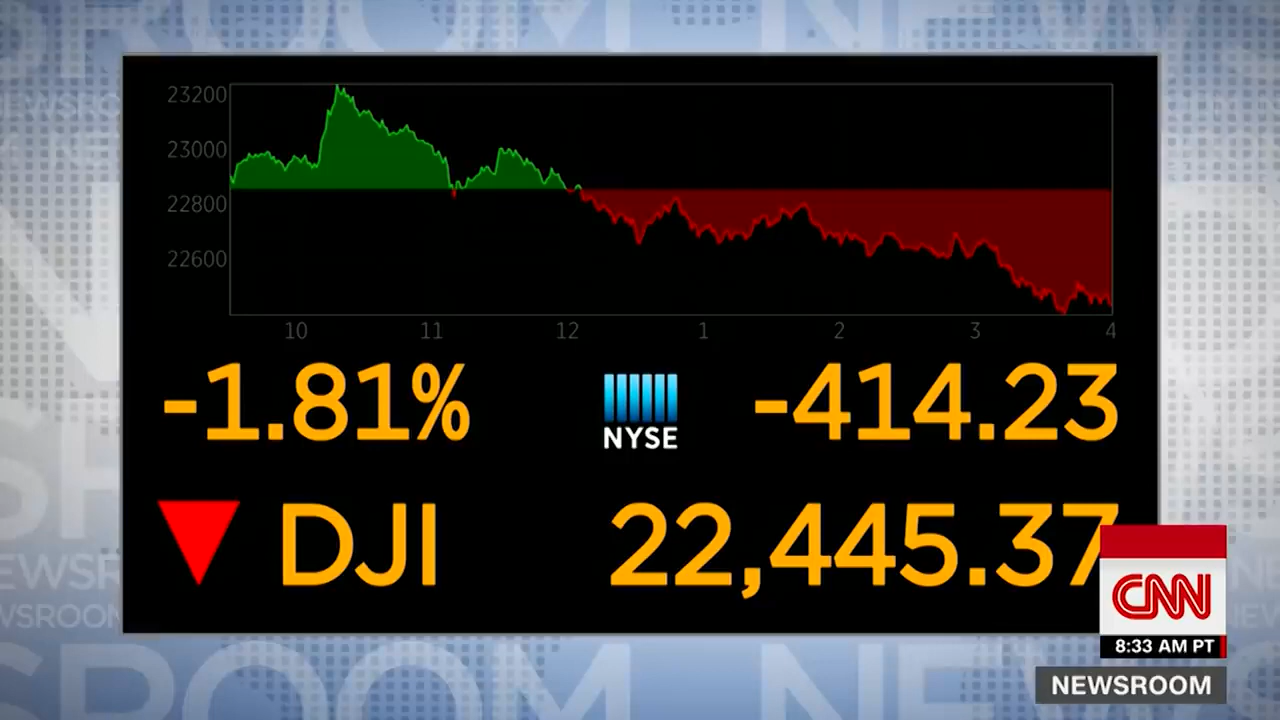 23200
23000
22800
22600
10 11 12 1 2 3 4
-1.81% NYSE -414.23
DJI 22,445.37
CNN
8:33 AM PT
NEWSROOM